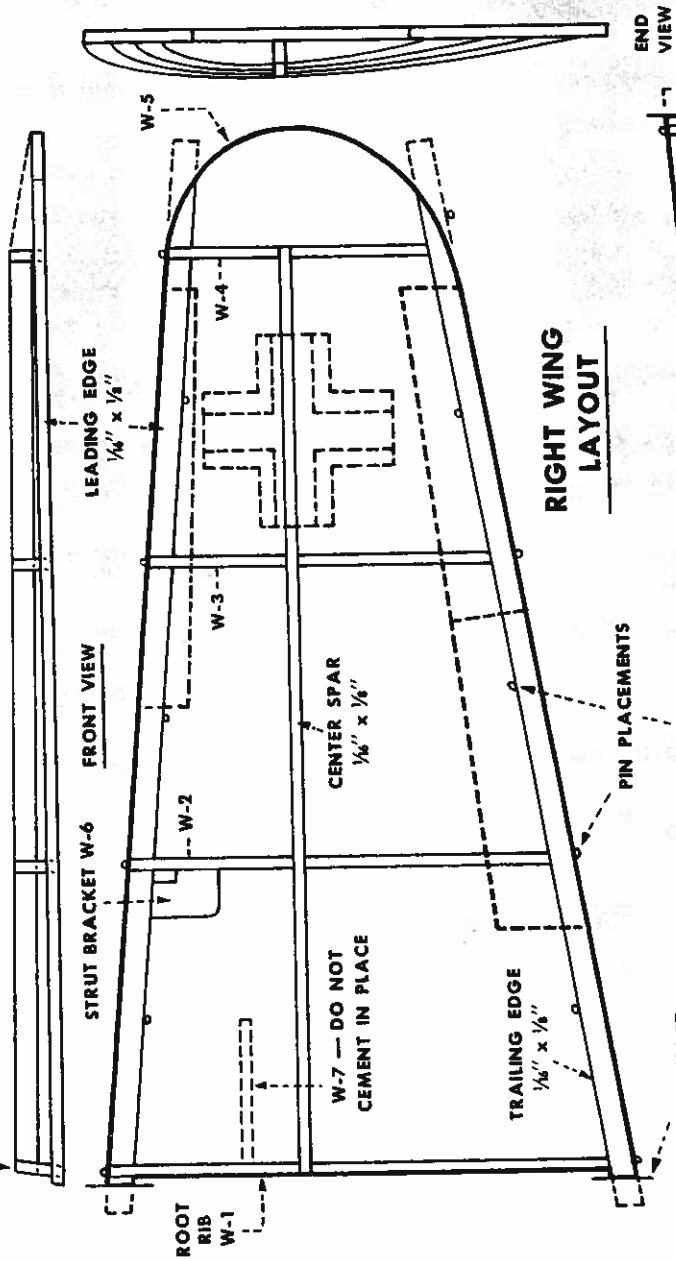 END
VIEW
W-5
LEADING EDGE
1/16" x 1/8"
W-4
FRONT VIEW
W-3
RIGHT WING
LAYOUT
STRUT BRACKET W-6
W-2
CENTER SPAR
1/16" x 1/8"
PIN PLACEMENTS
W-7 — DO NOT
CEMENT IN PLACE
TRAILING EDGE
1/16" x 1/8"
ROOT
RIB
W-1